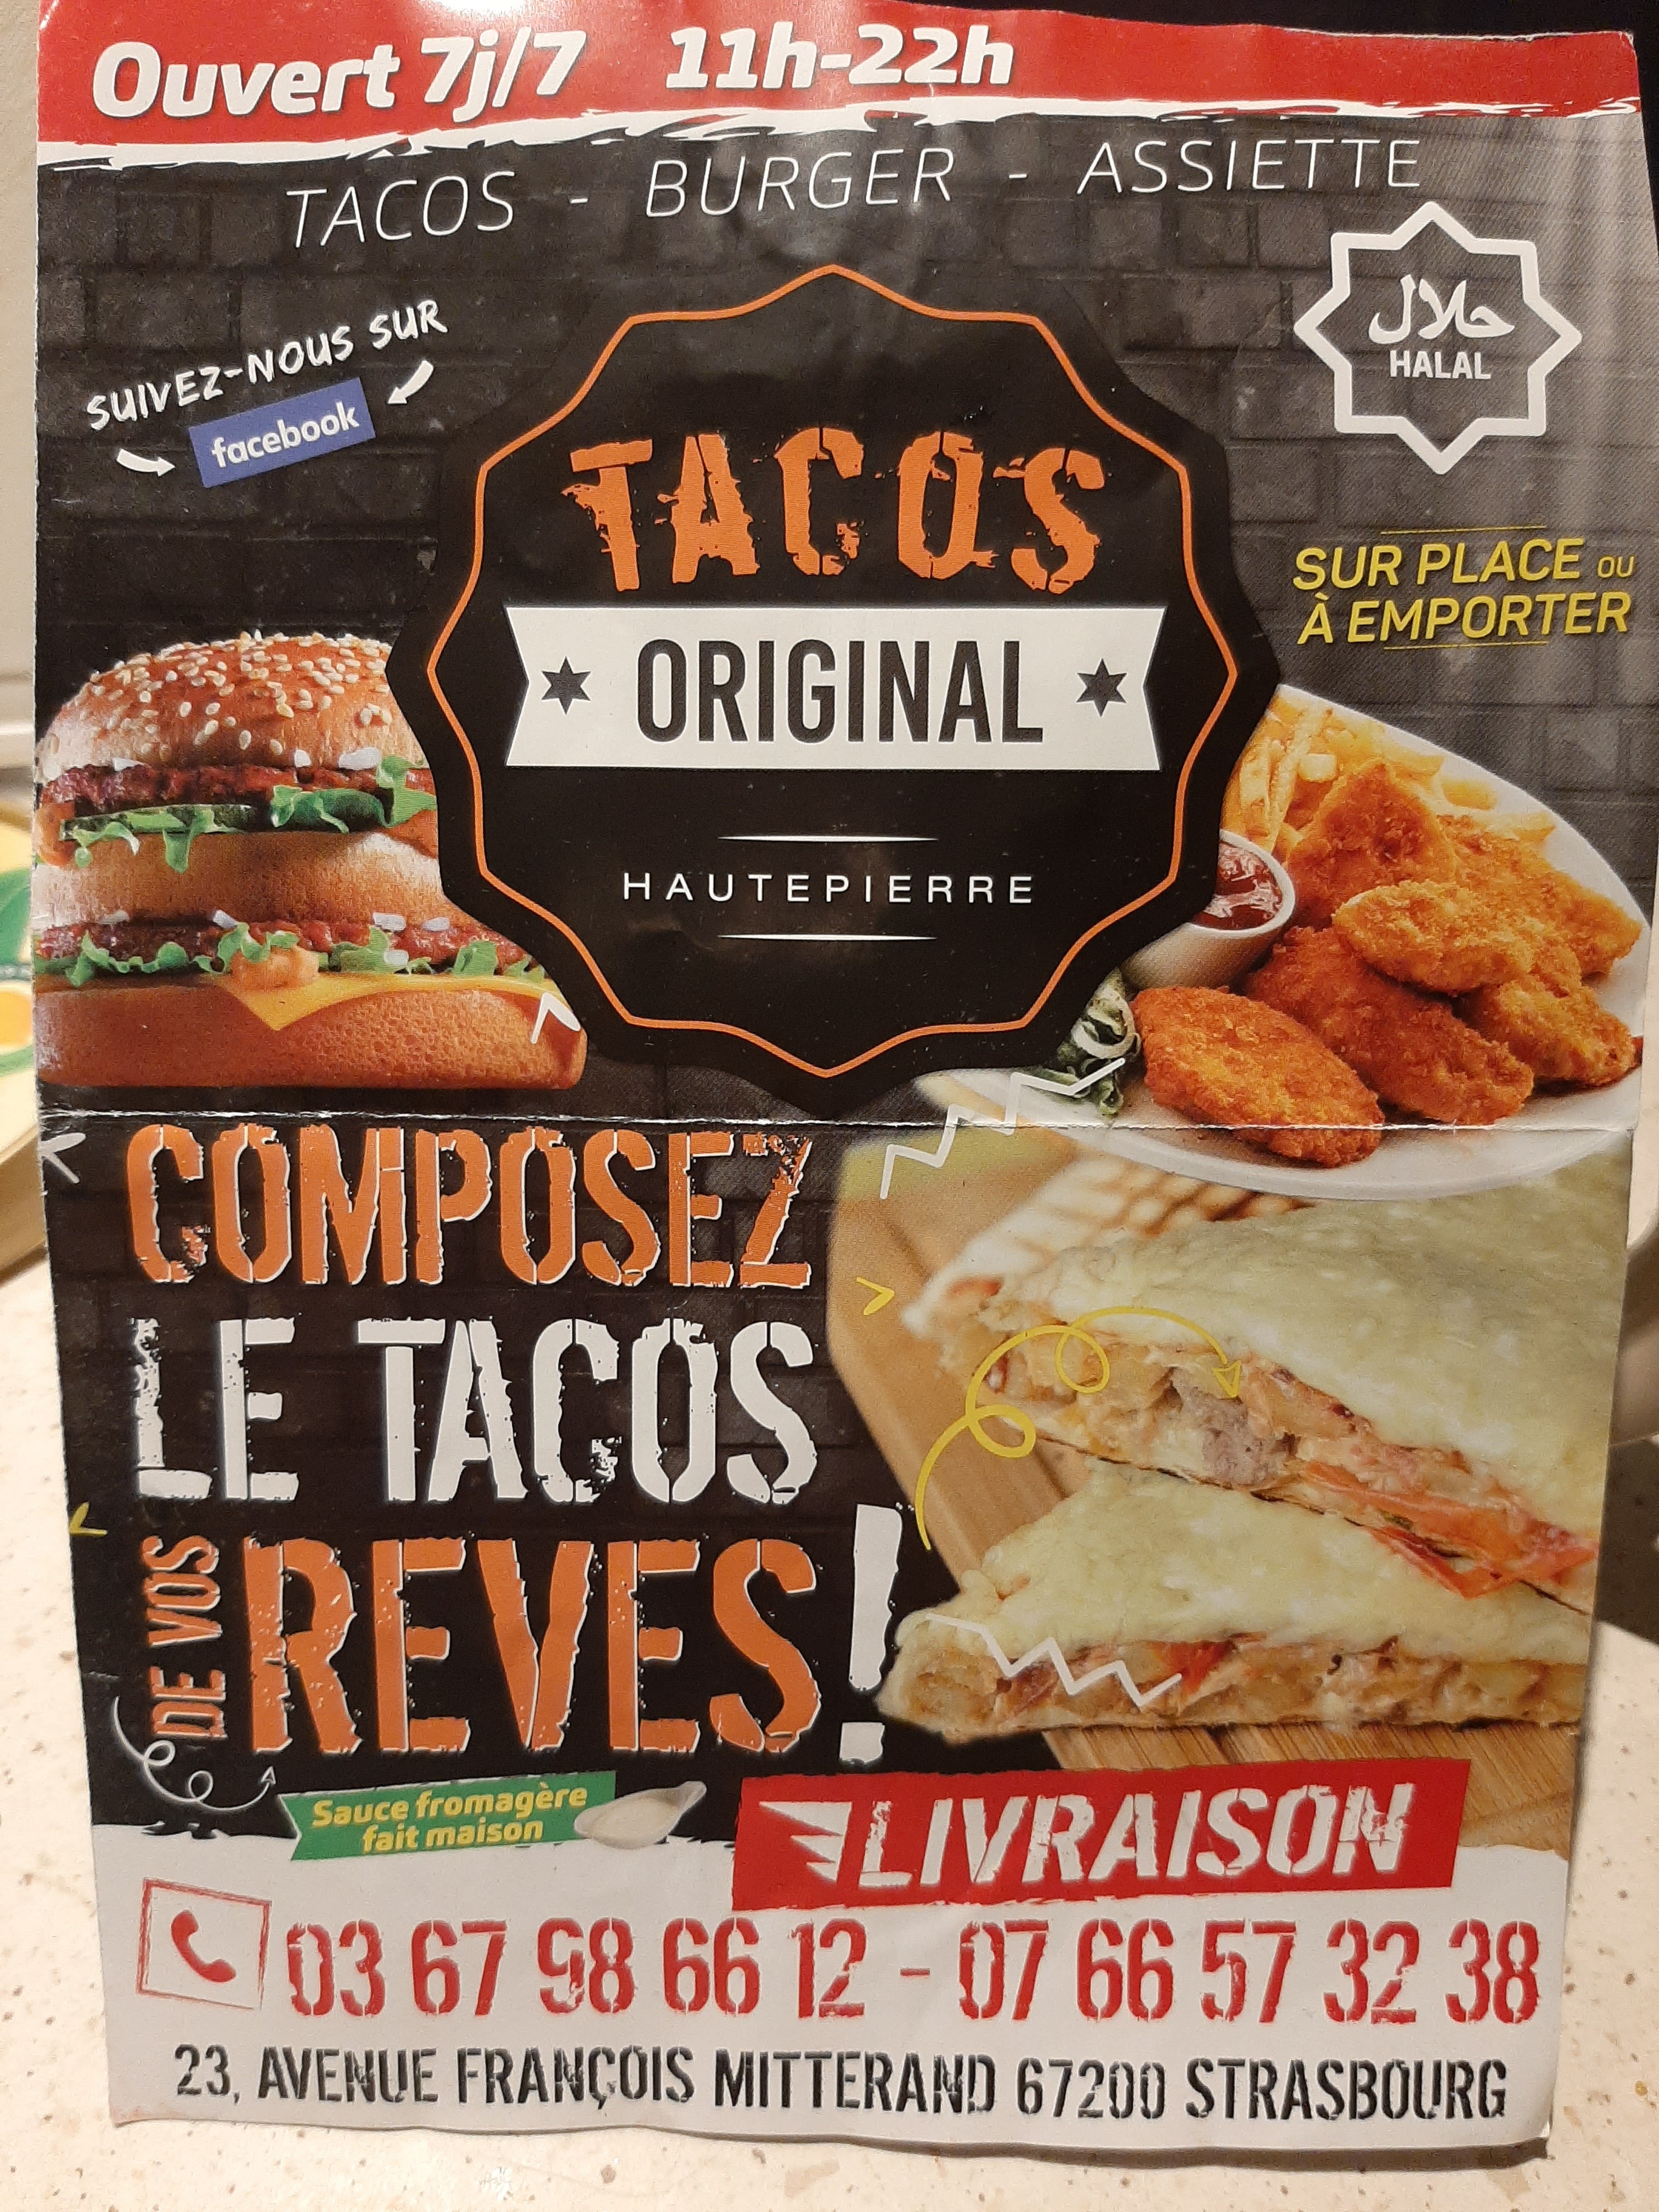 Ouvert 7j/7 11h-22h
TACOS - BURGER - ASSIETTE
SUIVEZ-NOUS SUR
facebook
حلال
HALAL
TACOS
ORIGINAL
HAUTEPIERRE
SUR PLACE OU
À EMPORTER
COMPOSEZ
LE TACOS
DE VOS
REVES!
Sauce fromagère
fait maison
LIVRAISON
03 67 98 66 12 - 07 66 57 32 38
23, AVENUE FRANÇOIS MITTERAND 67200 STRASBOURG